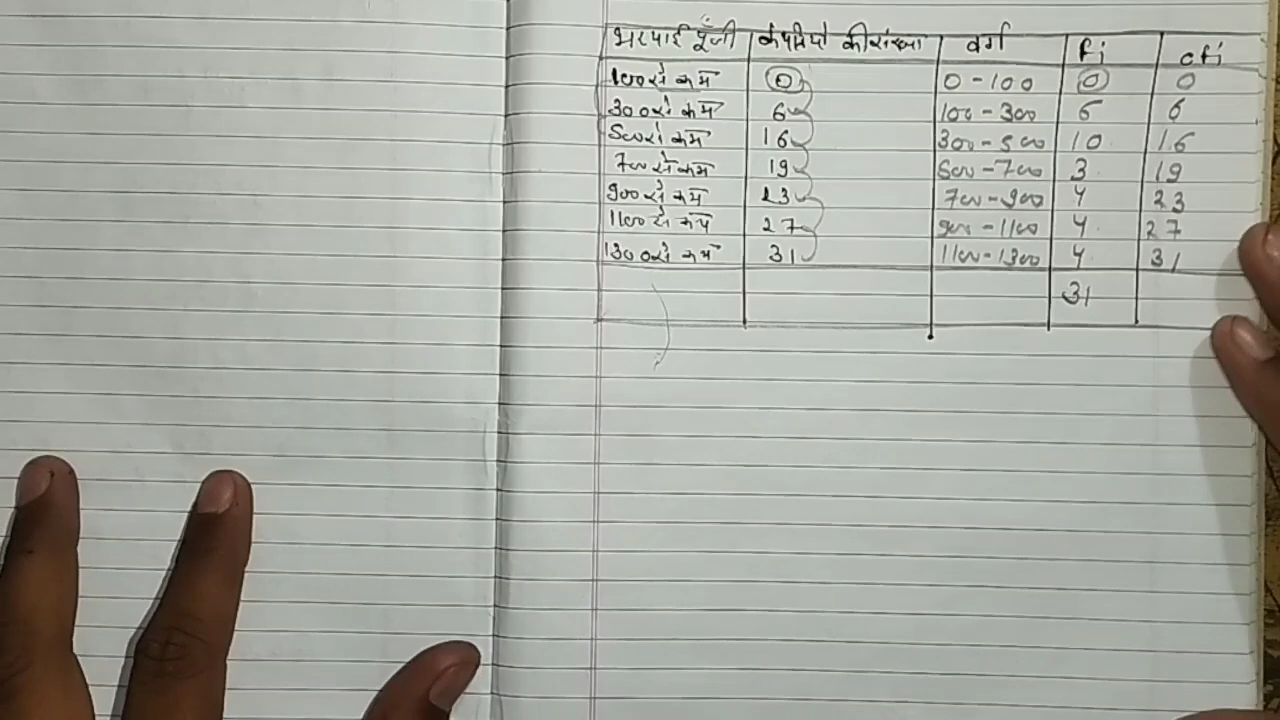 भरपाई पूँजी कंपनियो की संख्या वर्ग fi cfi
100 से कम 0 0-100 0 0
300 से कम 6 100-300 6 6
500 से कम 16 300-500 10 16
700 से कम 19 500-700 3 19
900 से कम 23 700-900 4 23
1100 से कम 27 900-1100 4 27
1300 से कम 31 1100-1300 4 31
31